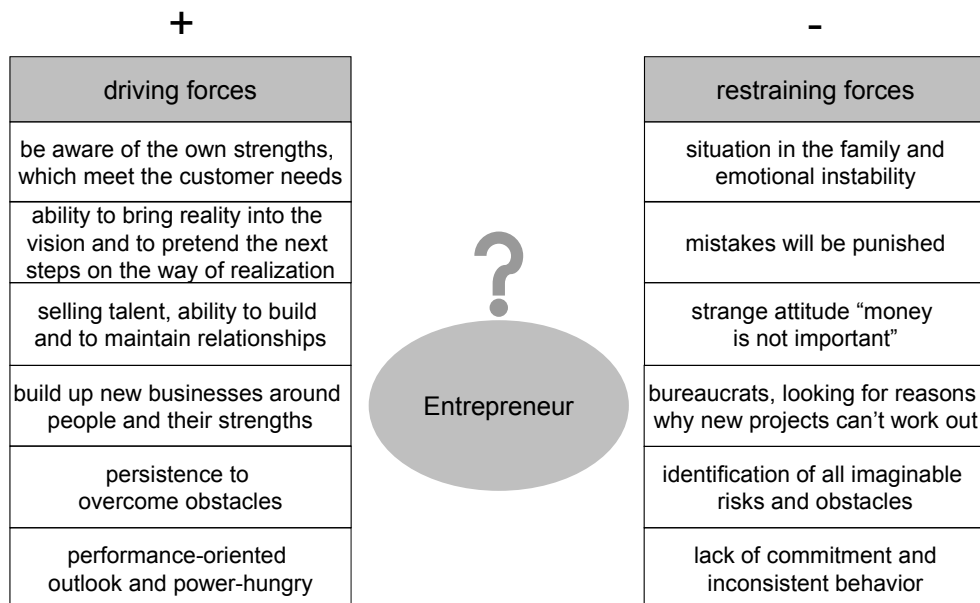 +
driving forces
be aware of the own strengths,
which meet the customer needs
ability to bring reality into the
vision and to pretend the next
steps on the way of realization
selling talent, ability to build
and to maintain relationships
build up new businesses around
people and their strengths
persistence to
overcome obstacles
performance-oriented
outlook and power-hungry
?
Entrepreneur
-
restraining forces
situation in the family and
emotional instability
mistakes will be punished
strange attitude “money
is not important”
bureaucrats, looking for reasons
why new projects can’t work out
identification of all imaginable
risks and obstacles
lack of commitment and
inconsistent behavior